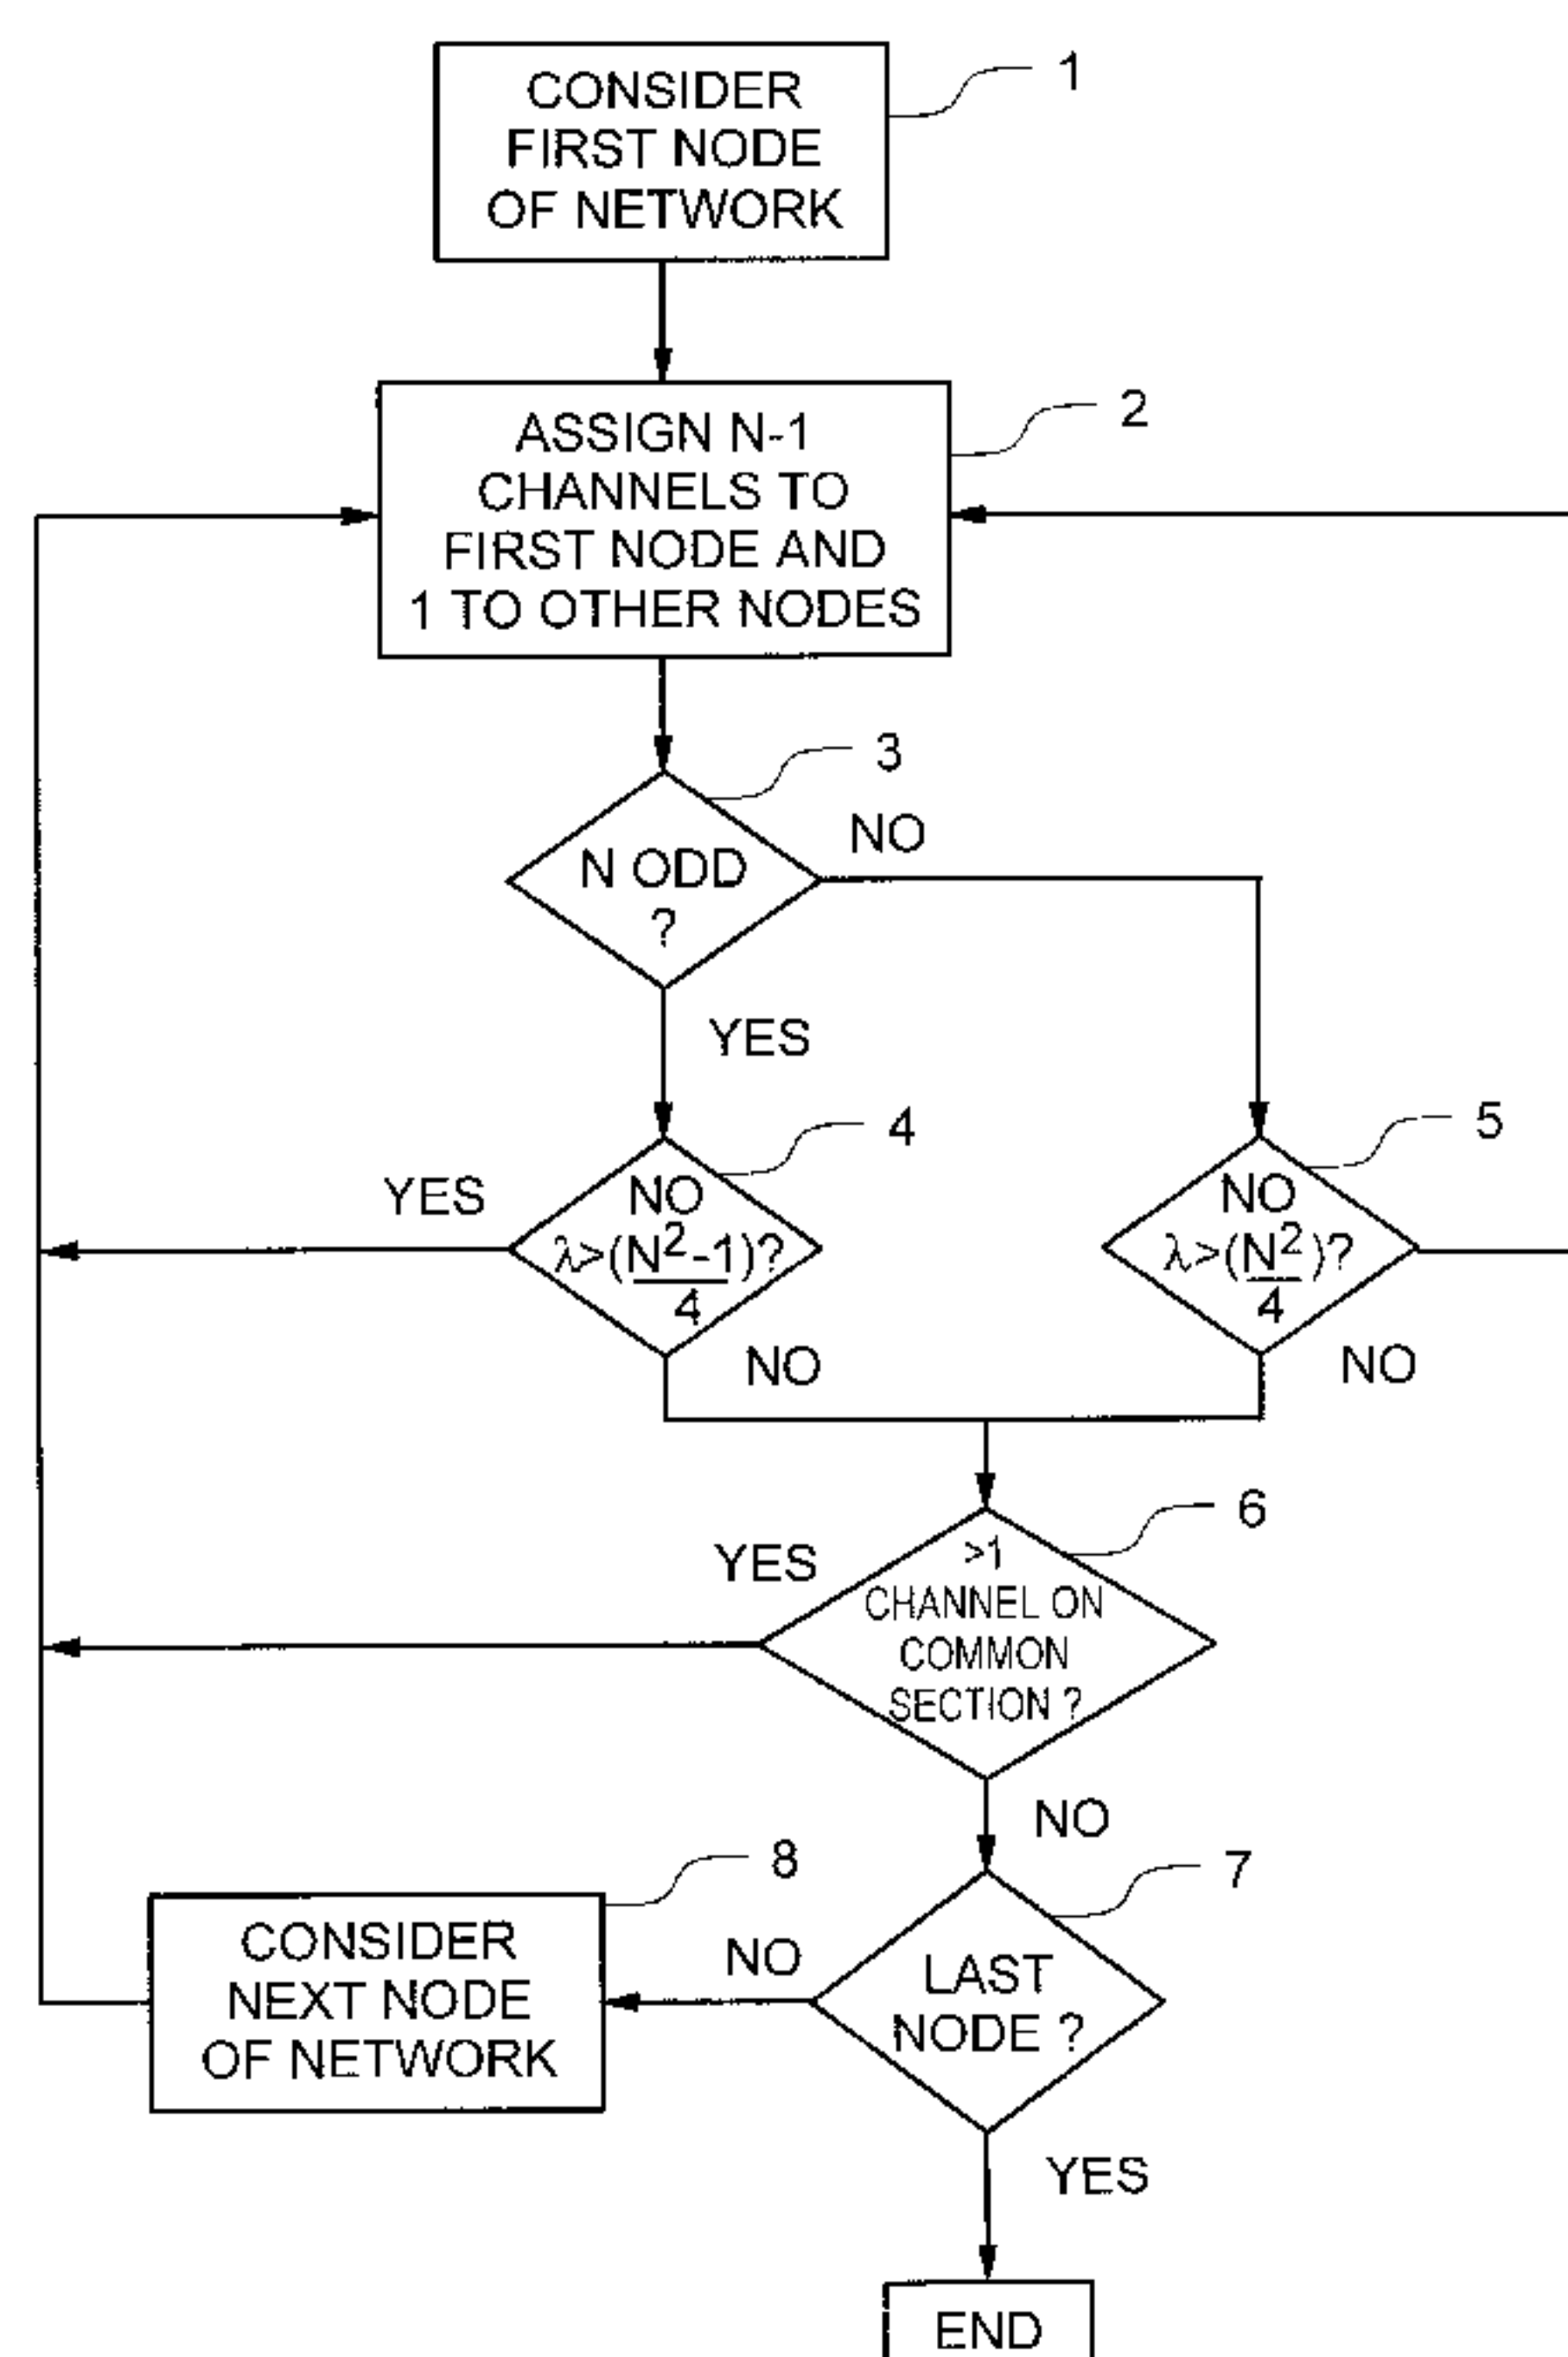 CONSIDER
FIRST NODE
OF NETWORK
1
ASSIGN N-1
CHANNELS TO
FIRST NODE AND
1 TO OTHER NODES
2
3
N ODD
?
NO
YES
4
YES
NO
λ>(N²-1)?
4
NO
5
NO
λ>(N²)?
4
NO
6
YES
>1
CHANNEL ON
COMMON
SECTION ?
NO
7
LAST
NODE ?
NO
8
CONSIDER
NEXT NODE
OF NETWORK
YES
END